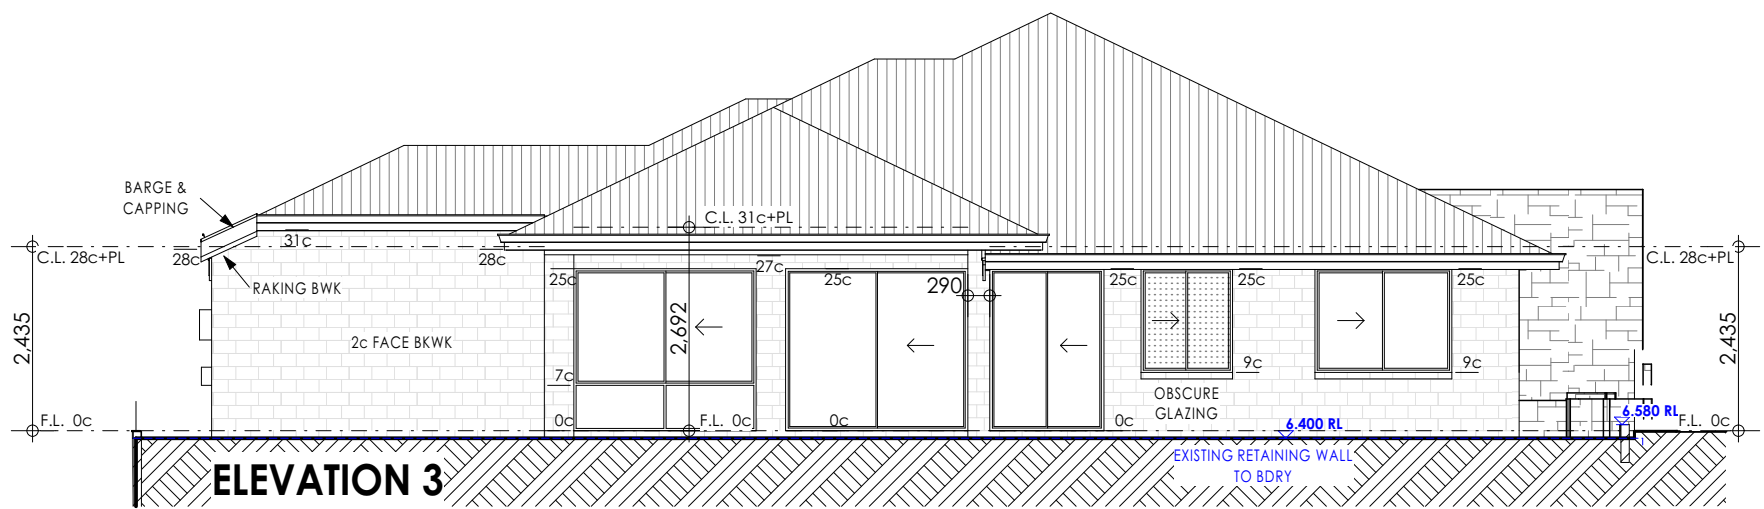 BARGE &
CAPPING
C.L. 31c+PL
31c
C.L. 28c+PL
28c
28c
C.L. 28c+PL
27c
RAKING BWK
25c
25c
290
25c
25c
25c
2,435
2,692
2,435
2c FACE BKWK
7c
9c
9c
OBSCURE
GLAZING
F.L. 0c
0c
F.L. 0c
0c
0c
6.400 RL
6.580 RL
F.L. 0c
EXISTING RETAINING WALL
TO BDRY
ELEVATION 3